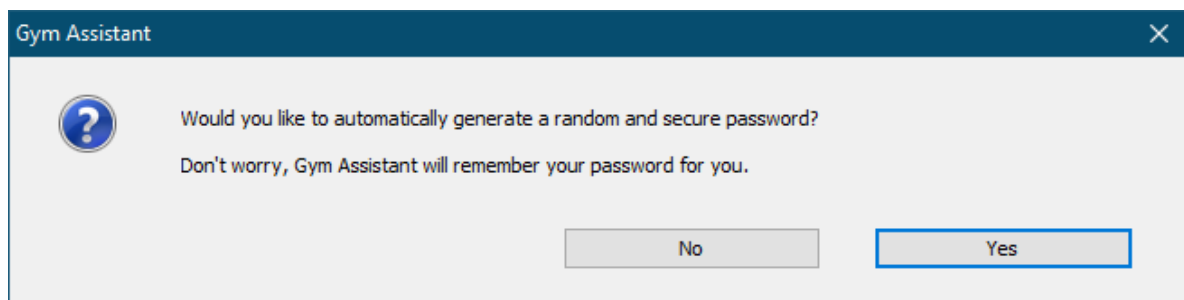 Gym Assistant
Would you like to automatically generate a random and secure password?
Don't worry, Gym Assistant will remember your password for you.
No
Yes